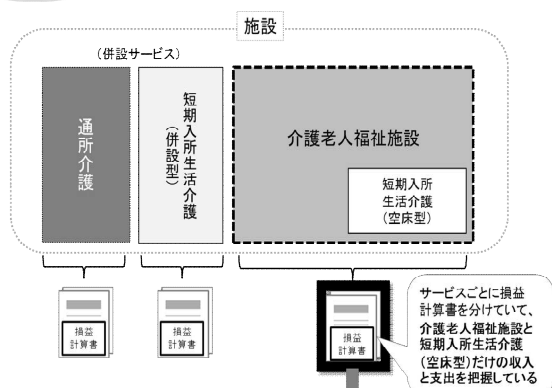 施設
（併設サービス）
通所介護
短期入所生活介護
（併設型）
介護老人福祉施設
短期入所
生活介護
（空床型）
損益
計算書
損益
計算書
損益
計算書
サービスごとに損益
計算書を分けていて、
介護老人福祉施設と
短期入所生活介護
（空床型）だけの収入
と支出を把握している